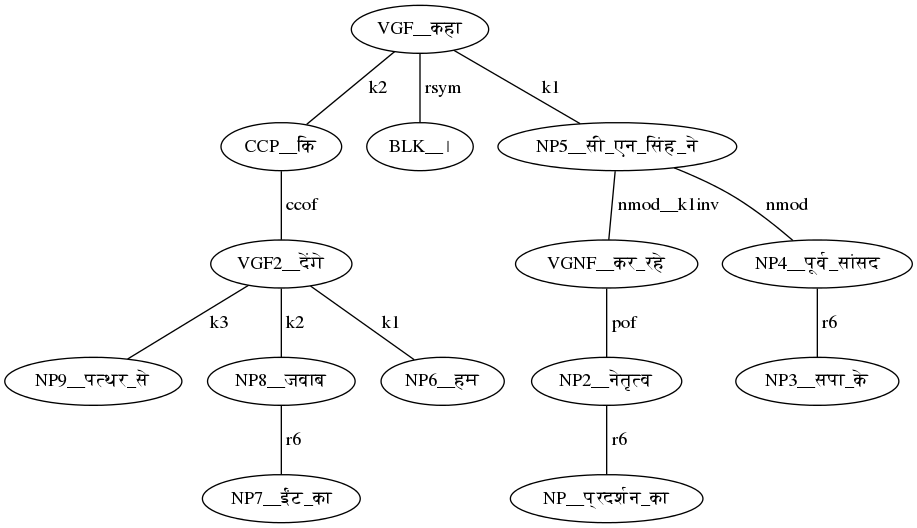 VGF__कहा
k2 rsym k1
CCP__कि BLK__। NP5__सी_एन_सिंह_ने
ccof nmod__k1inv nmod
VGF2__देंगे VGNF__कर_रहे NP4__पूर्व_सांसद
k3 k2 k1 pof r6
NP9__पत्थर_से NP8__जवाब NP6__हम NP2__नेतृत्व NP3__सपा_के
r6 r6
NP7__ईंट_का NP__प्रदर्शन_का